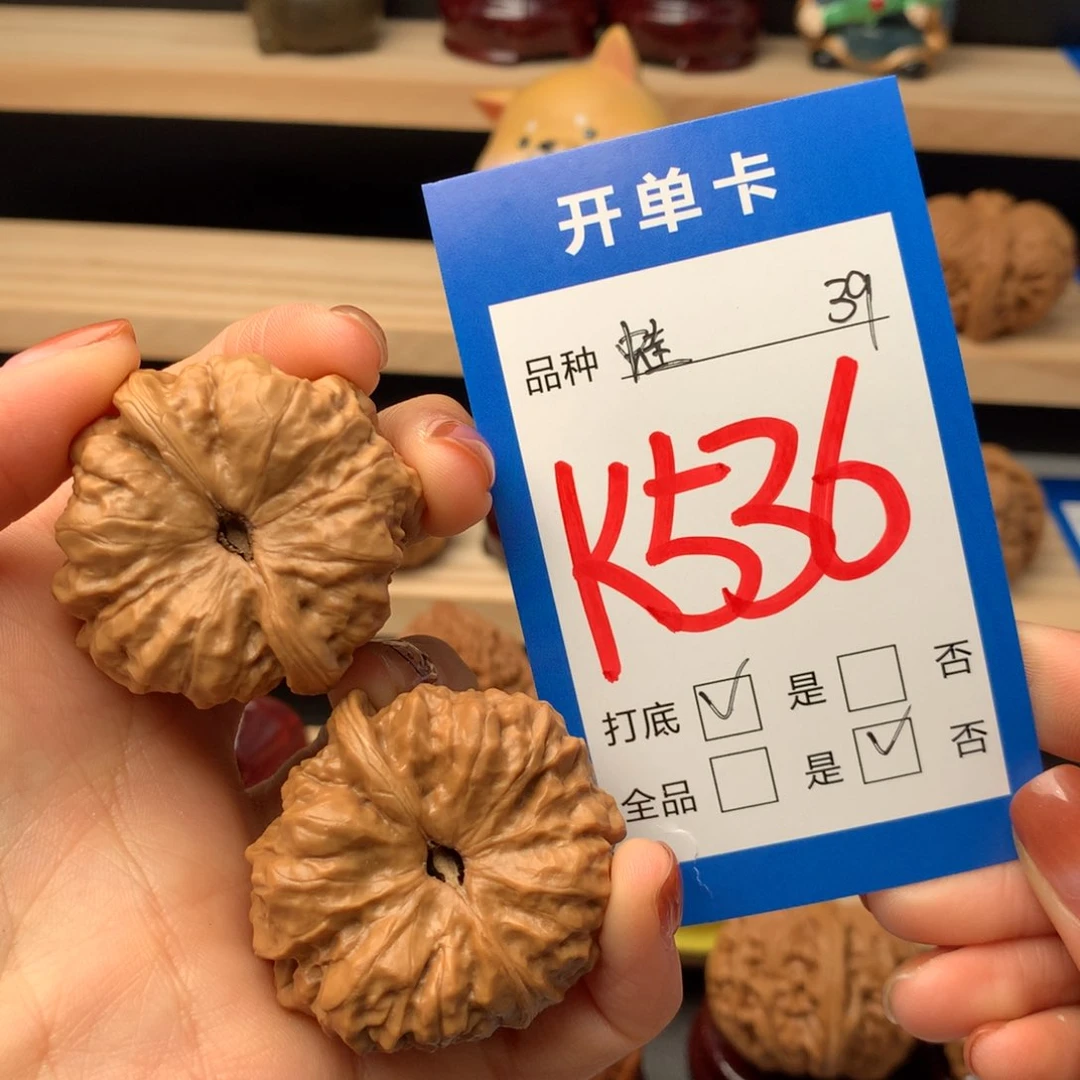 开单卡
品种 39
K536
打底 ☑ 是 ☐ 否
全品 ☐ 是 ☑ 否